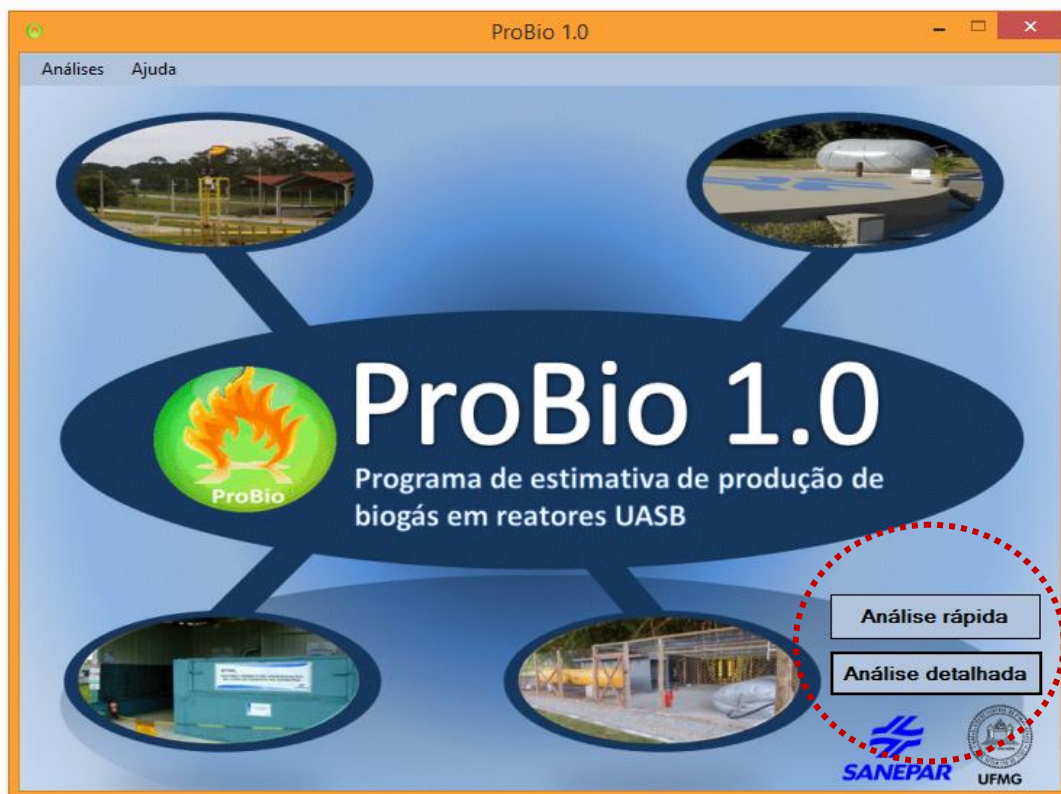 ProBio 1.0
Análises Ajuda
ProBio 1.0
Programa de estimativa de produção de
biogás em reatores UASB
ProBio
Análise rápida
Análise detalhada
SANEPAR
UFMG